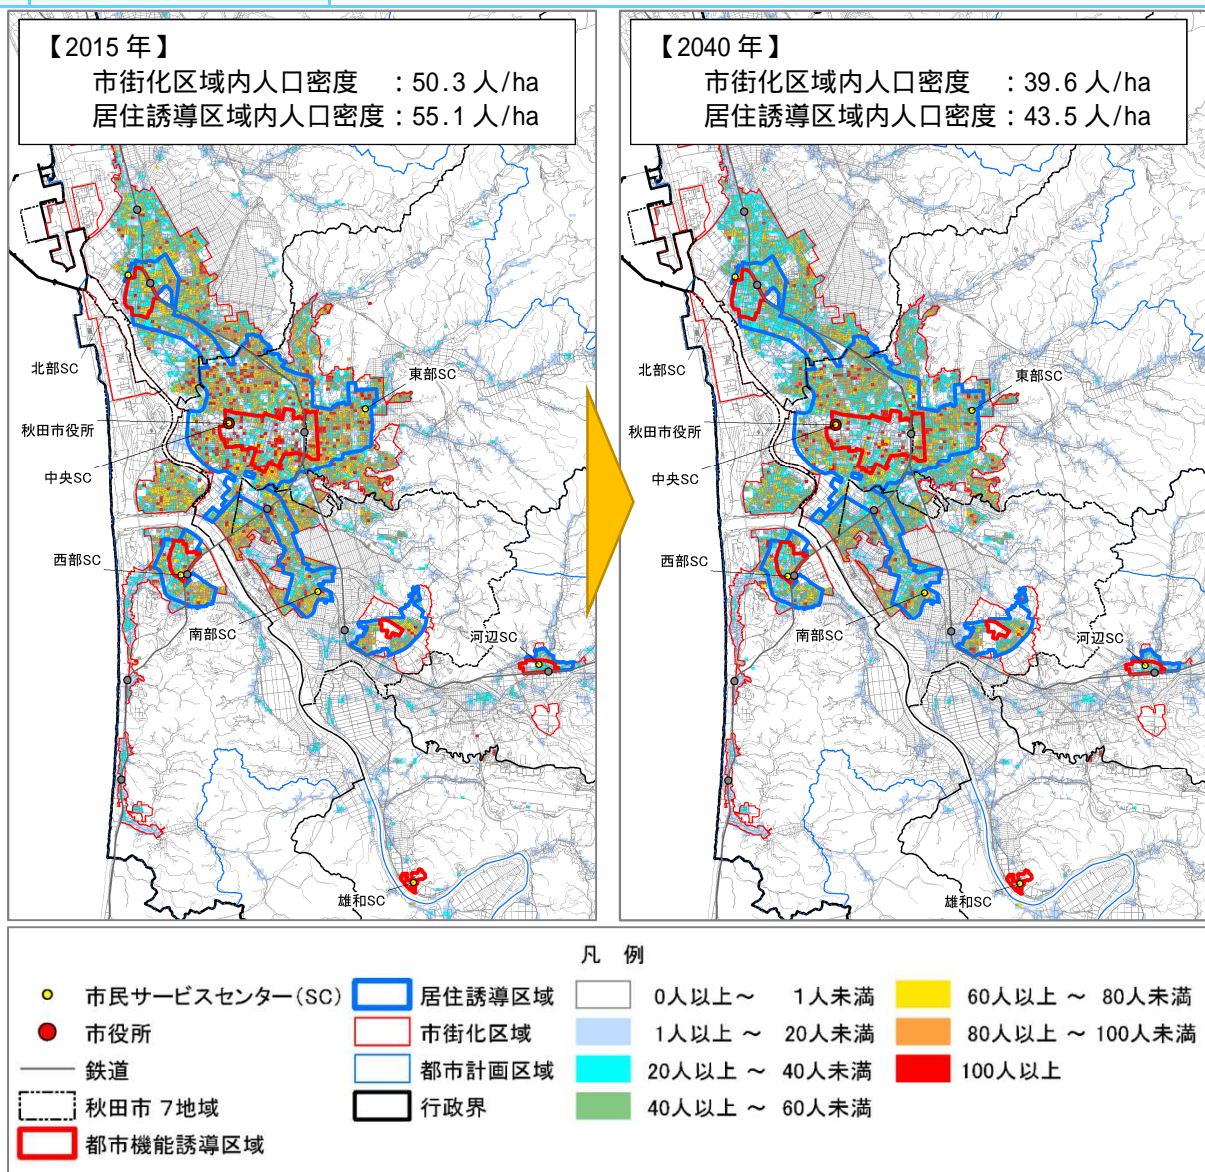 【2015 年】
市街化区域内人口密度 : 50.3 人/ha
居住誘導区域内人口密度 : 55.1 人/ha
北部SC
東部SC
秋田市役所
中央SC
西部SC
南部SC
河辺SC
雄和SC
【2040 年】
市街化区域内人口密度 : 39.6 人/ha
居住誘導区域内人口密度 : 43.5 人/ha
北部SC
東部SC
秋田市役所
中央SC
西部SC
南部SC
河辺SC
雄和SC
凡 例
市民サービスセンター(SC)
市役所
鉄道
秋田市 7地域
都市機能誘導区域
居住誘導区域
市街化区域
都市計画区域
行政界
0人以上~ 1人未満
1人以上~ 20人未満
20人以上 ~ 40人未満
40人以上 ~ 60人未満
60人以上 ~ 80人未満
80人以上 ~ 100人未満
100人以上